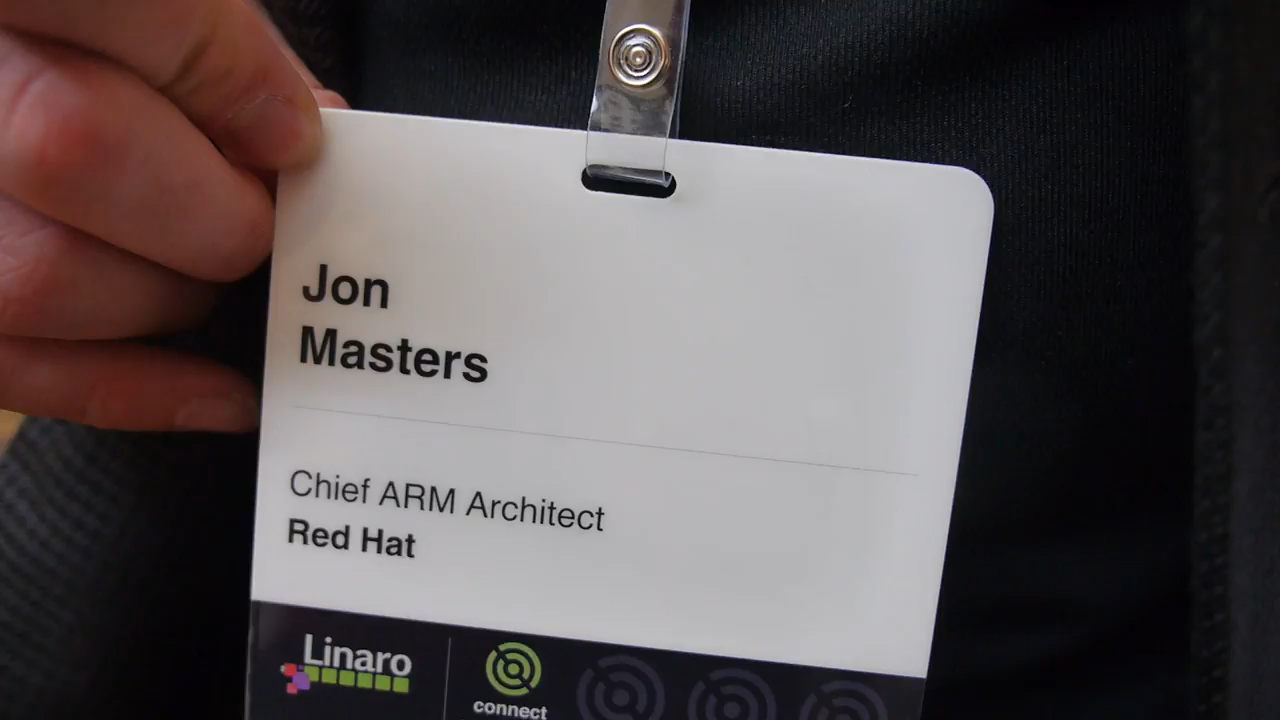 Jon
Masters
Chief ARM Architect
Red Hat
Linaro
connect